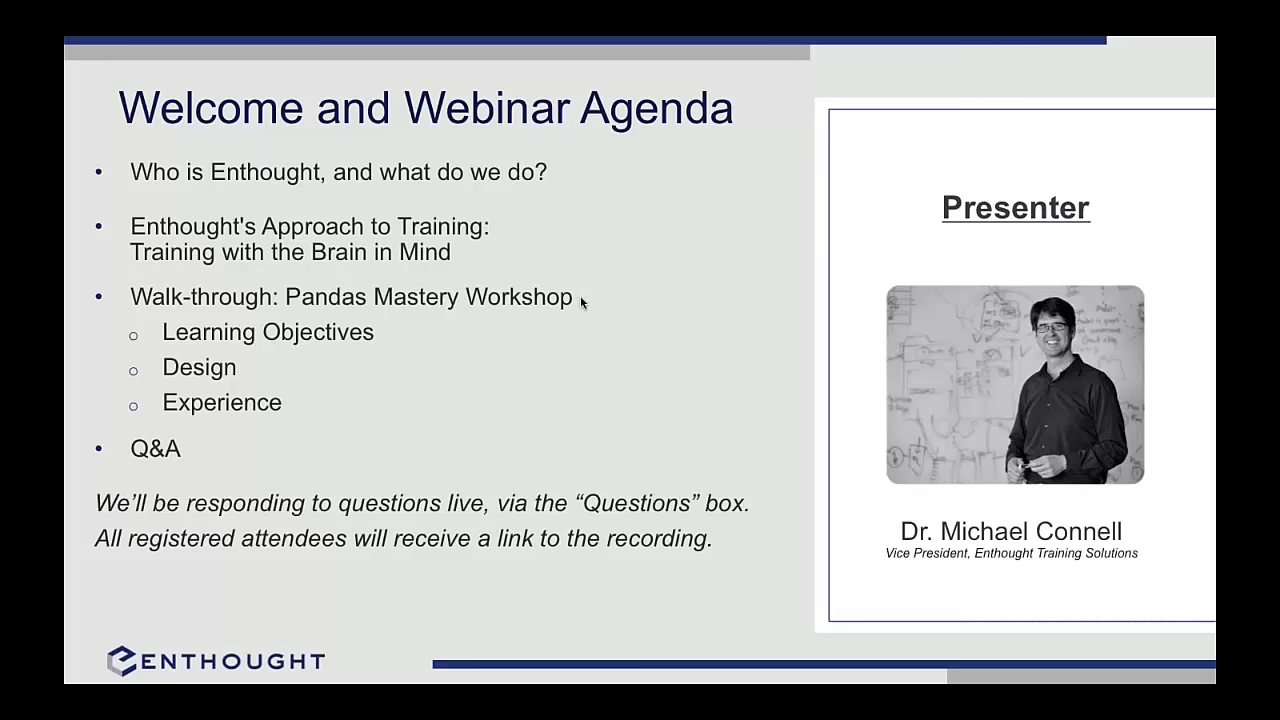 Welcome and Webinar Agenda
• Who is Enthought, and what do we do?
• Enthought's Approach to Training:
Training with the Brain in Mind
• Walk-through: Pandas Mastery Workshop
o Learning Objectives
o Design
o Experience
• Q&A
We’ll be responding to questions live, via the “Questions” box.
All registered attendees will receive a link to the recording.
Presenter
Dr. Michael Connell
Vice President, Enthought Training Solutions
ENTHOUGHT